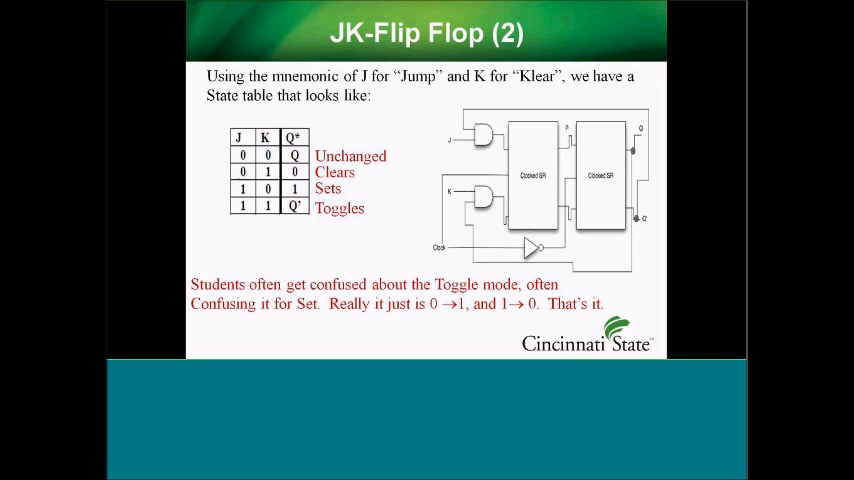 JK-Flip Flop (2)
Using the mnemonic of J for “Jump” and K for “Klear”, we have a
State table that looks like:
J K Q*
0 0 Q Unchanged
0 1 0 Clears
1 0 1 Sets
1 1 Q' Toggles
P
Q
J
Clocked SR
Clocked SR
K
Q'
Clock
Students often get confused about the Toggle mode, often
Confusing it for Set. Really it just is 0 →1, and 1→ 0. That’s it.
Cincinnati State